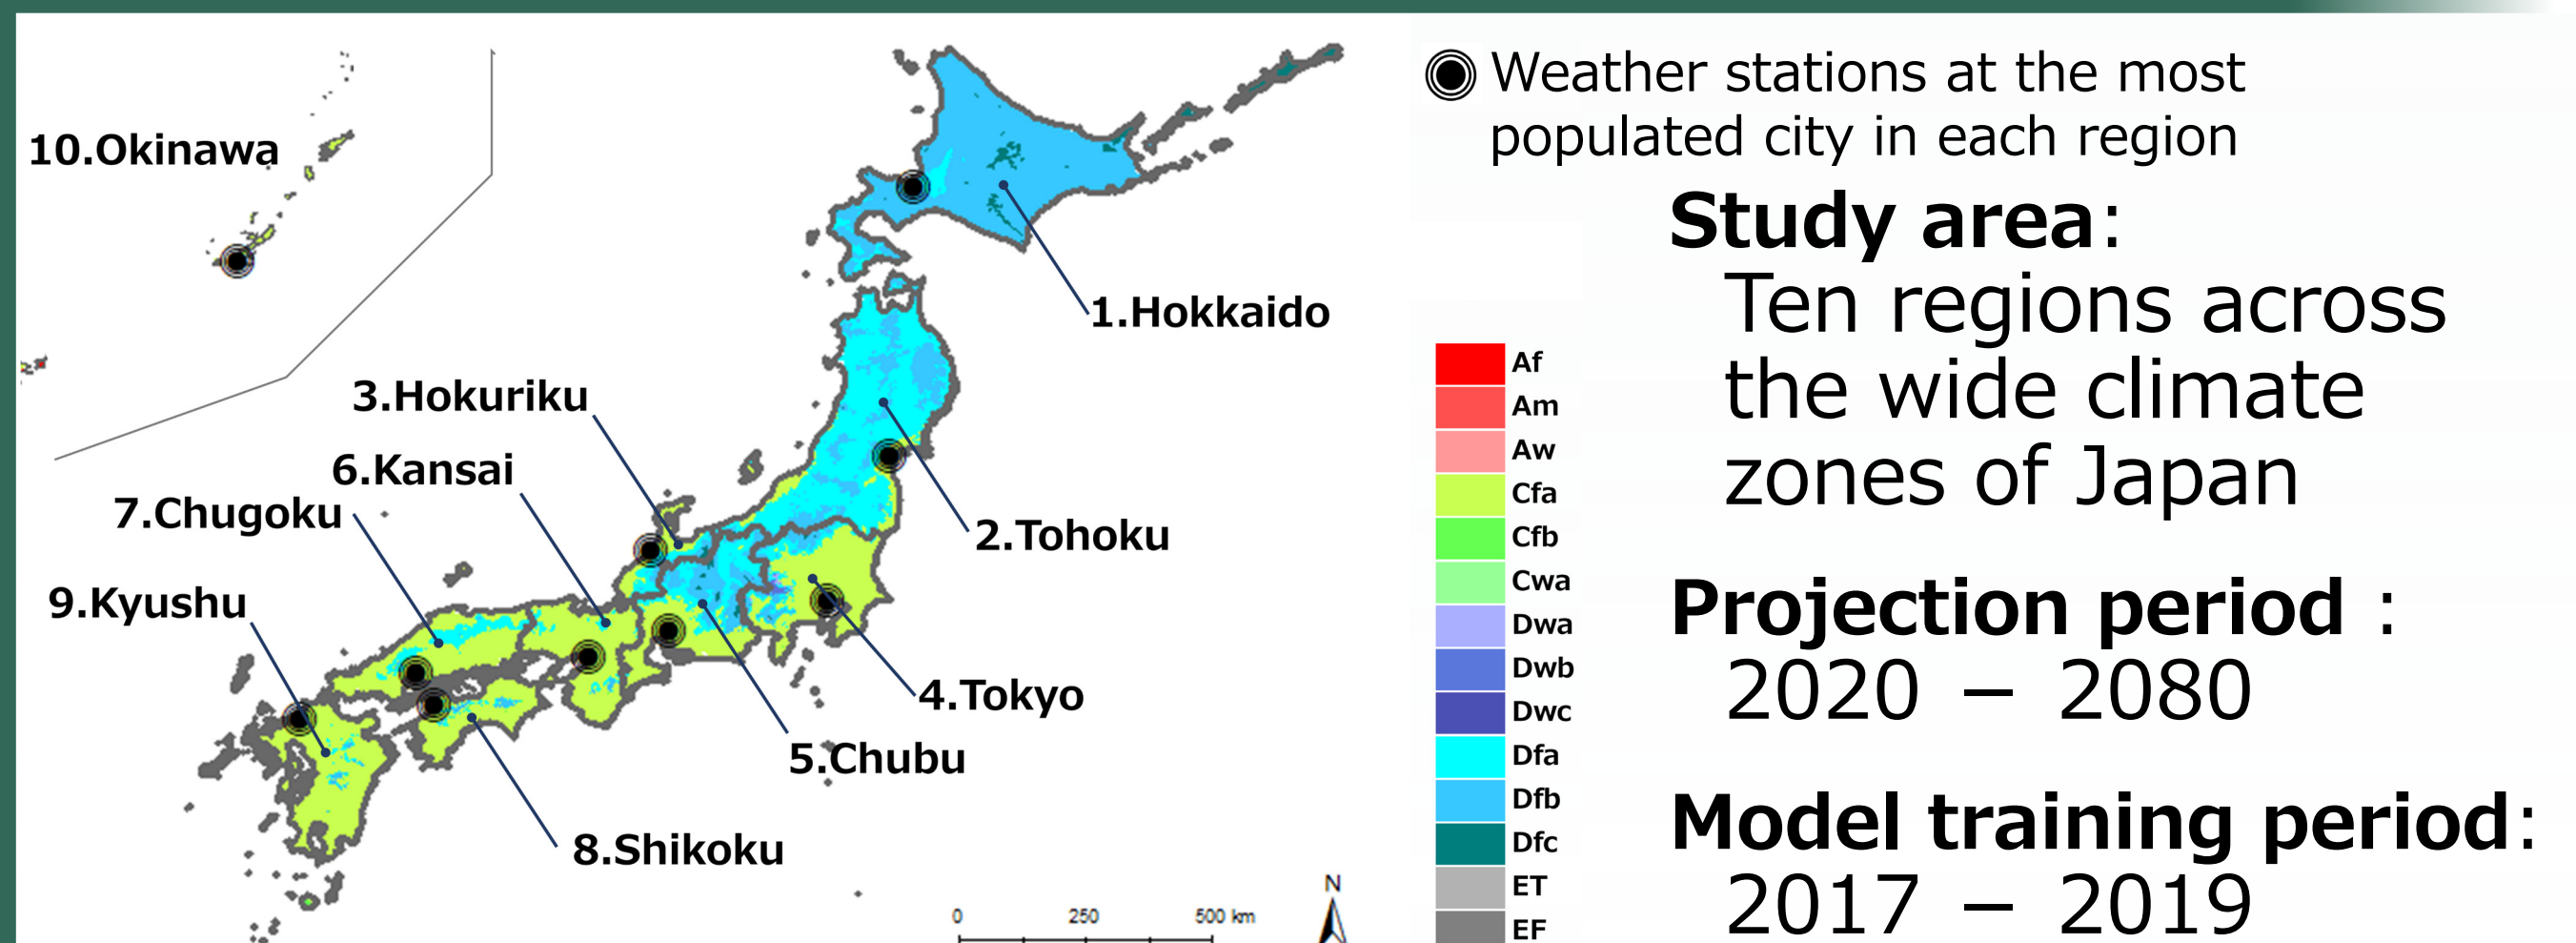 10.Okinawa
1.Hokkaido
3.Hokuriku
6.Kansai
7.Chugoku
2.Tohoku
9.Kyushu
4.Tokyo
5.Chubu
8.Shikoku
N
0 250 500 km
Weather stations at the most
populated city in each region
Af
Am
Aw
Cfa
Cfb
Cwa
Dwa
Dwb
Dwc
Dfa
Dfb
Dfc
ET
EF
Study area:
Ten regions across
the wide climate
zones of Japan
Projection period :
2020 – 2080
Model training period:
2017 – 2019